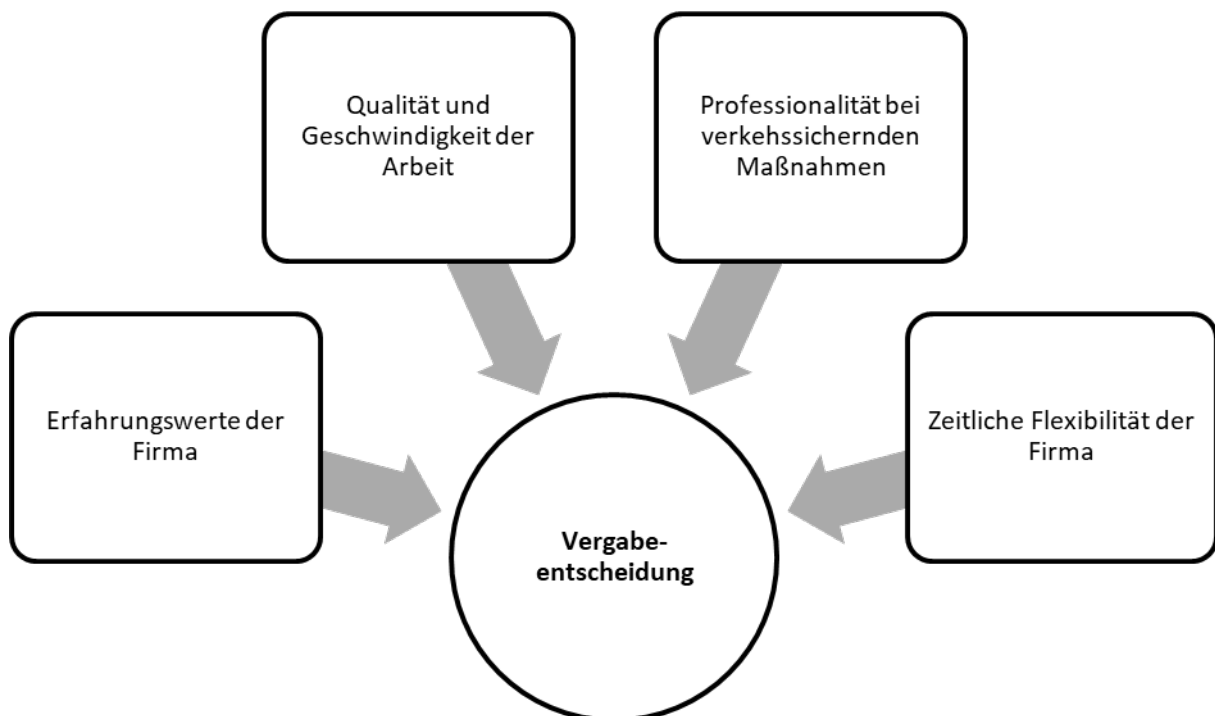 Qualität und
Geschwindigkeit der
Arbeit
Professionalität bei
verkehssichernden
Maßnahmen
Erfahrungswerte der
Firma
Zeitliche Flexibilität der
Firma
Vergabe-
entscheidung